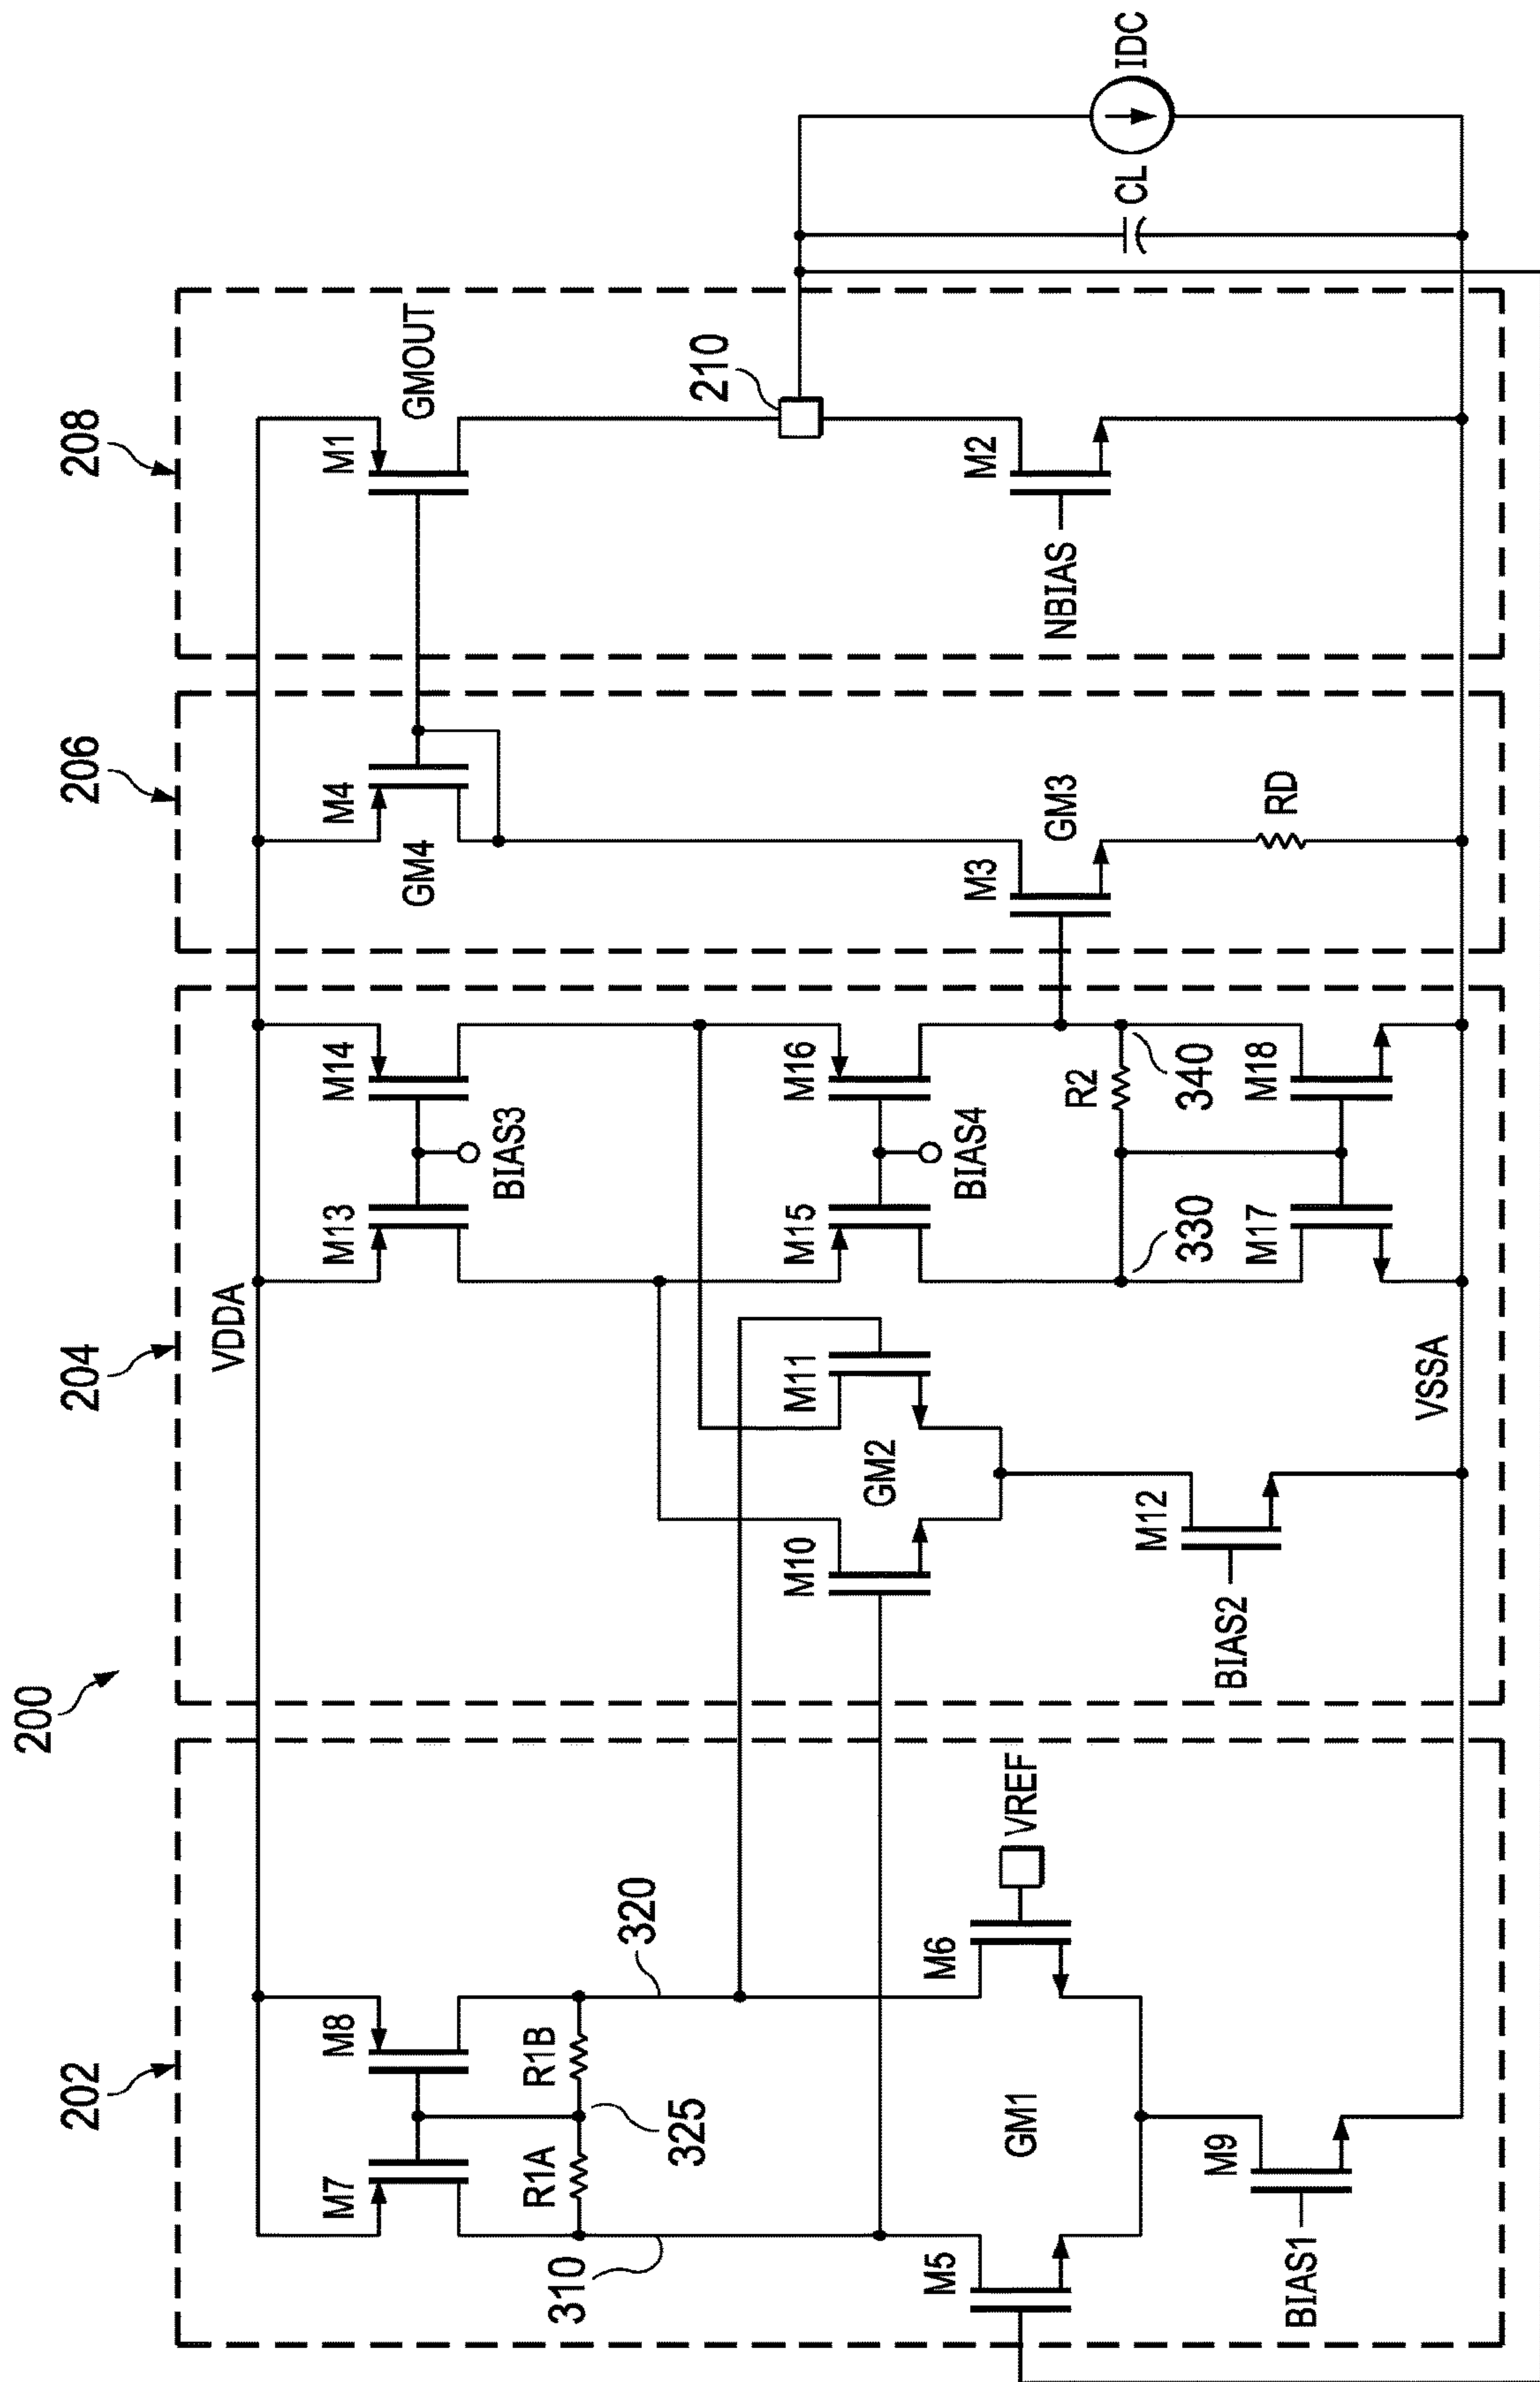 200
202
204
206
208
VDDA
M7
M8
R1A
R1B
325
310
320
M5
M6
GM1
VREF
M9
BIAS1
M10
M11
GM2
M12
BIAS2
M13
M14
BIAS3
M15
M16
BIAS4
R2
330
340
M17
M18
VSSA
M4
GM4
M3
GM3
RD
M1
GMOUT
210
M2
NBIAS
CL
IDC